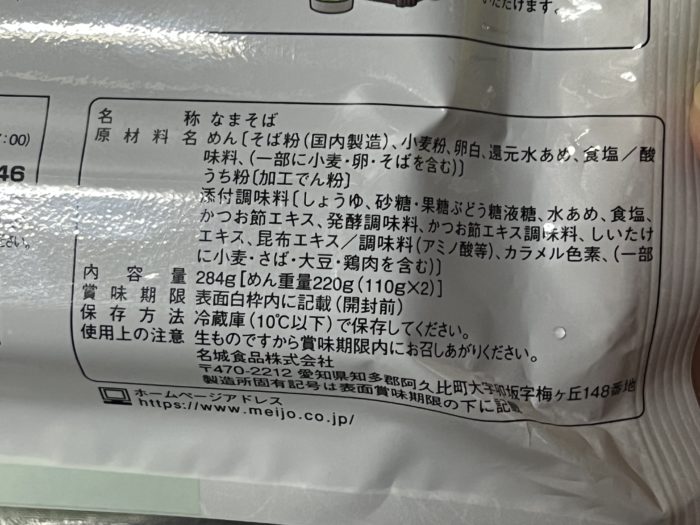 いただけます。
:00)
46
ださい。
名称 なまそば
原材料名 めん[そば粉(国内製造)、小麦粉、卵白、還元水あめ、食塩/酸
味料、(一部に小麦・卵・そばを含む)]
うち粉[加工でん粉]
添付調味料[しょうゆ、砂糖・果糖ぶどう糖液糖、水あめ、食塩、
かつお節エキス、発酵調味料、かつお節エキス調味料、しいたけ
エキス、昆布エキス/調味料(アミノ酸等)、カラメル色素、(一部
に小麦・さば・大豆・鶏肉を含む)]
内容量 284g[めん重量220g(110g×2)]
賞味期限 表面白枠内に記載(開封前)
保存方法 冷蔵庫(10℃以下)で保存してください。
使用上の注意 生ものですから賞味期限内にお召しあがりください。
名城食品株式会社
〒470-2212 愛知県知多郡阿久比町大字卯坂字梅ヶ丘148番地
製造所固有記号は表面賞味期限の下に記載
ホームページアドレス
https://www.meijo.co.jp/